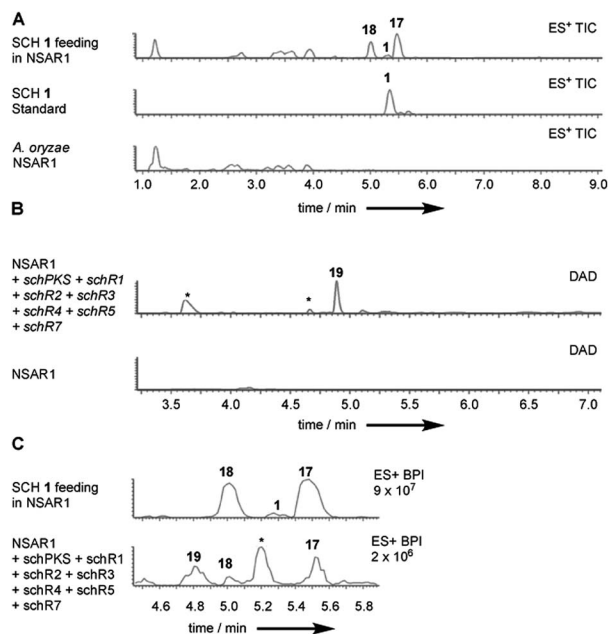 A
SCH 1 feeding
in NSAR1
18
1
17
ES+ TIC
SCH 1
Standard
1
ES+ TIC
A. oryzae
NSAR1
ES+ TIC
1.0 2.0 3.0 4.0 5.0 6.0 7.0 8.0 9.0
time / min
B
NSAR1
+ schPKS + schR1
+ schR2 + schR3
+ schR4 + schR5
+ schR7
*
*
19
DAD
NSAR1
DAD
3.5 4.0 4.5 5.0 5.5 6.0 6.5 7.0
time / min
C
SCH 1 feeding
in NSAR1
18
1
17
ES+ BPI
9 x 10⁷
NSAR1
+ schPKS + schR1
+ schR2 + schR3
+ schR4 + schR5
+ schR7
19
18
*
17
ES+ BPI
2 x 10⁶
4.6 4.8 5.0 5.2 5.4 5.6 5.8
time / min